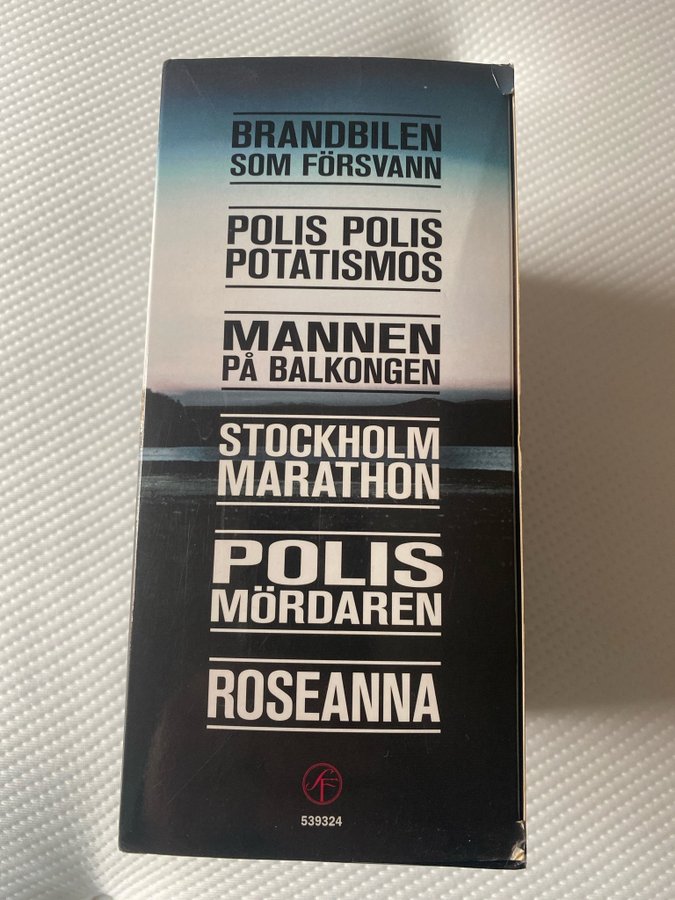 BRANDBILEN
SOM FÖRSVANN
POLIS POLIS
POTATISMOS
MANNEN
PÅ BALKONGEN
STOCKHOLM
MARATHON
POLIS
MÖRDAREN
ROSEANNA
SF
539324